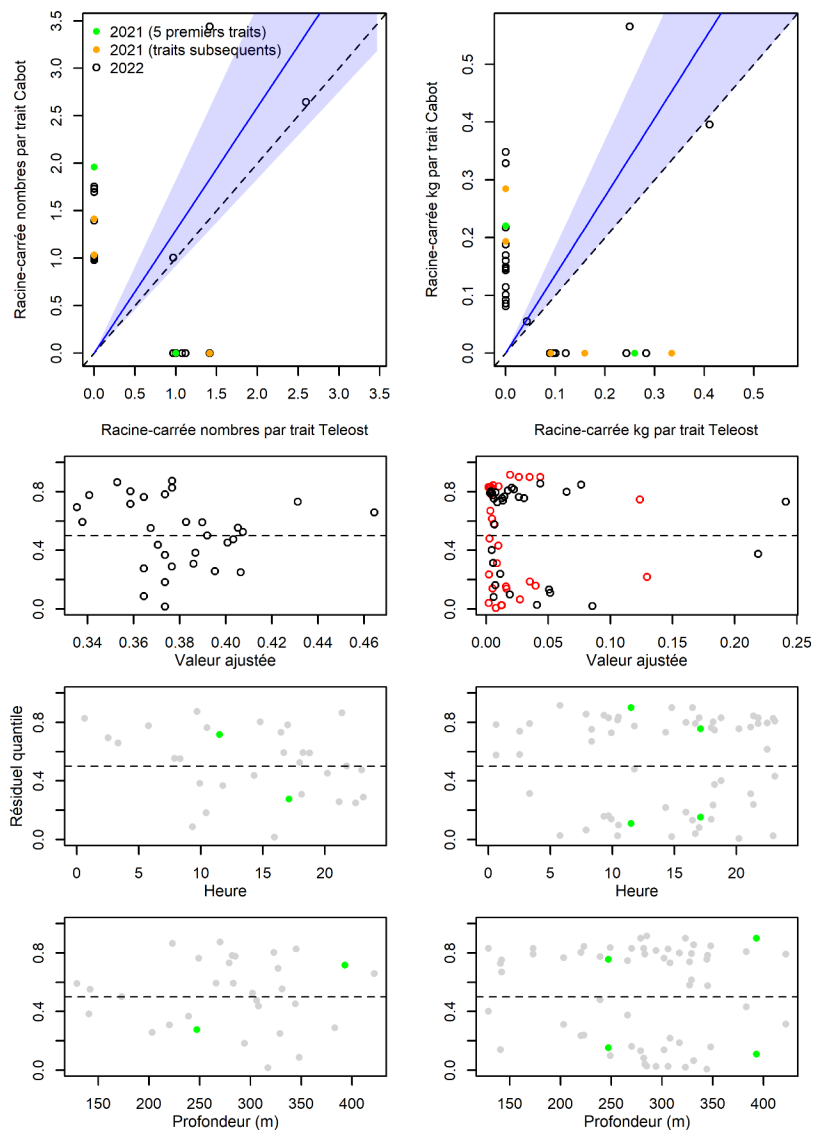 2021 (5 premiers traits)
2021 (traits subsequents)
2022
Racine-carrée nombres par trait Cabot
0.0 0.5 1.0 1.5 2.0 2.5 3.0 3.5
0.0 0.5 1.0 1.5 2.0 2.5 3.0 3.5
Racine-carrée nombres par trait Teleost
Racine-carrée kg par trait Cabot
0.0 0.1 0.2 0.3 0.4 0.5
0.0 0.1 0.2 0.3 0.4 0.5
Racine-carrée kg par trait Teleost
0.0 0.4 0.8
0.34 0.36 0.38 0.40 0.42 0.44 0.46
Valeur ajustée
0.0 0.4 0.8
0.00 0.05 0.10 0.15 0.20 0.25
Valeur ajustée
Résiduel quantile
0.0 0.4 0.8
0 5 10 15 20
Heure
0.0 0.4 0.8
0 5 10 15 20
Heure
0.0 0.4 0.8
150 200 250 300 350 400
Profondeur (m)
0.0 0.4 0.8
150 200 250 300 350 400
Profondeur (m)